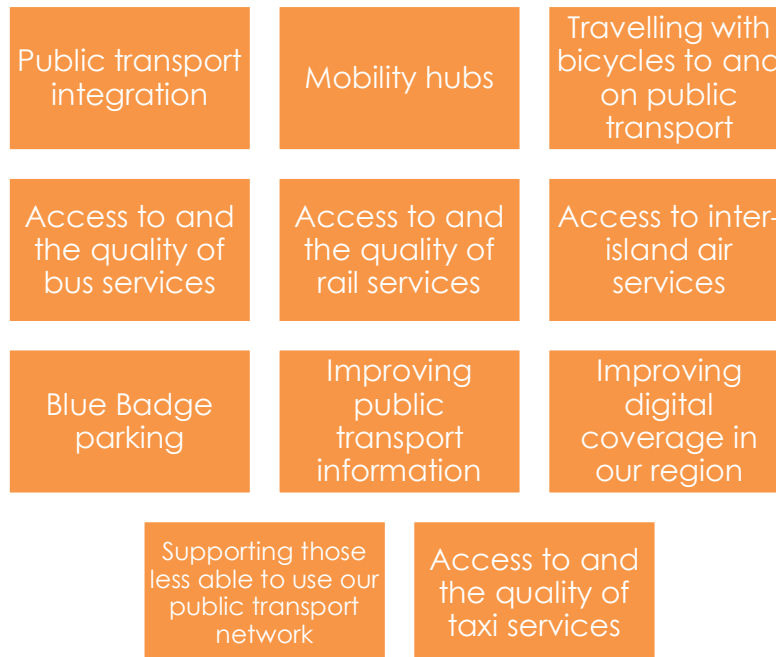 Public transport
integration
Mobility hubs
Travelling with
bicycles to and
on public
transport
Access to and
the quality of
bus services
Access to and
the quality of
rail services
Access to inter-
island air
services
Blue Badge
parking
Improving
public
transport
information
Improving
digital
coverage in
our region
Supporting those
less able to use our
public transport
network
Access to and
the quality of
taxi services